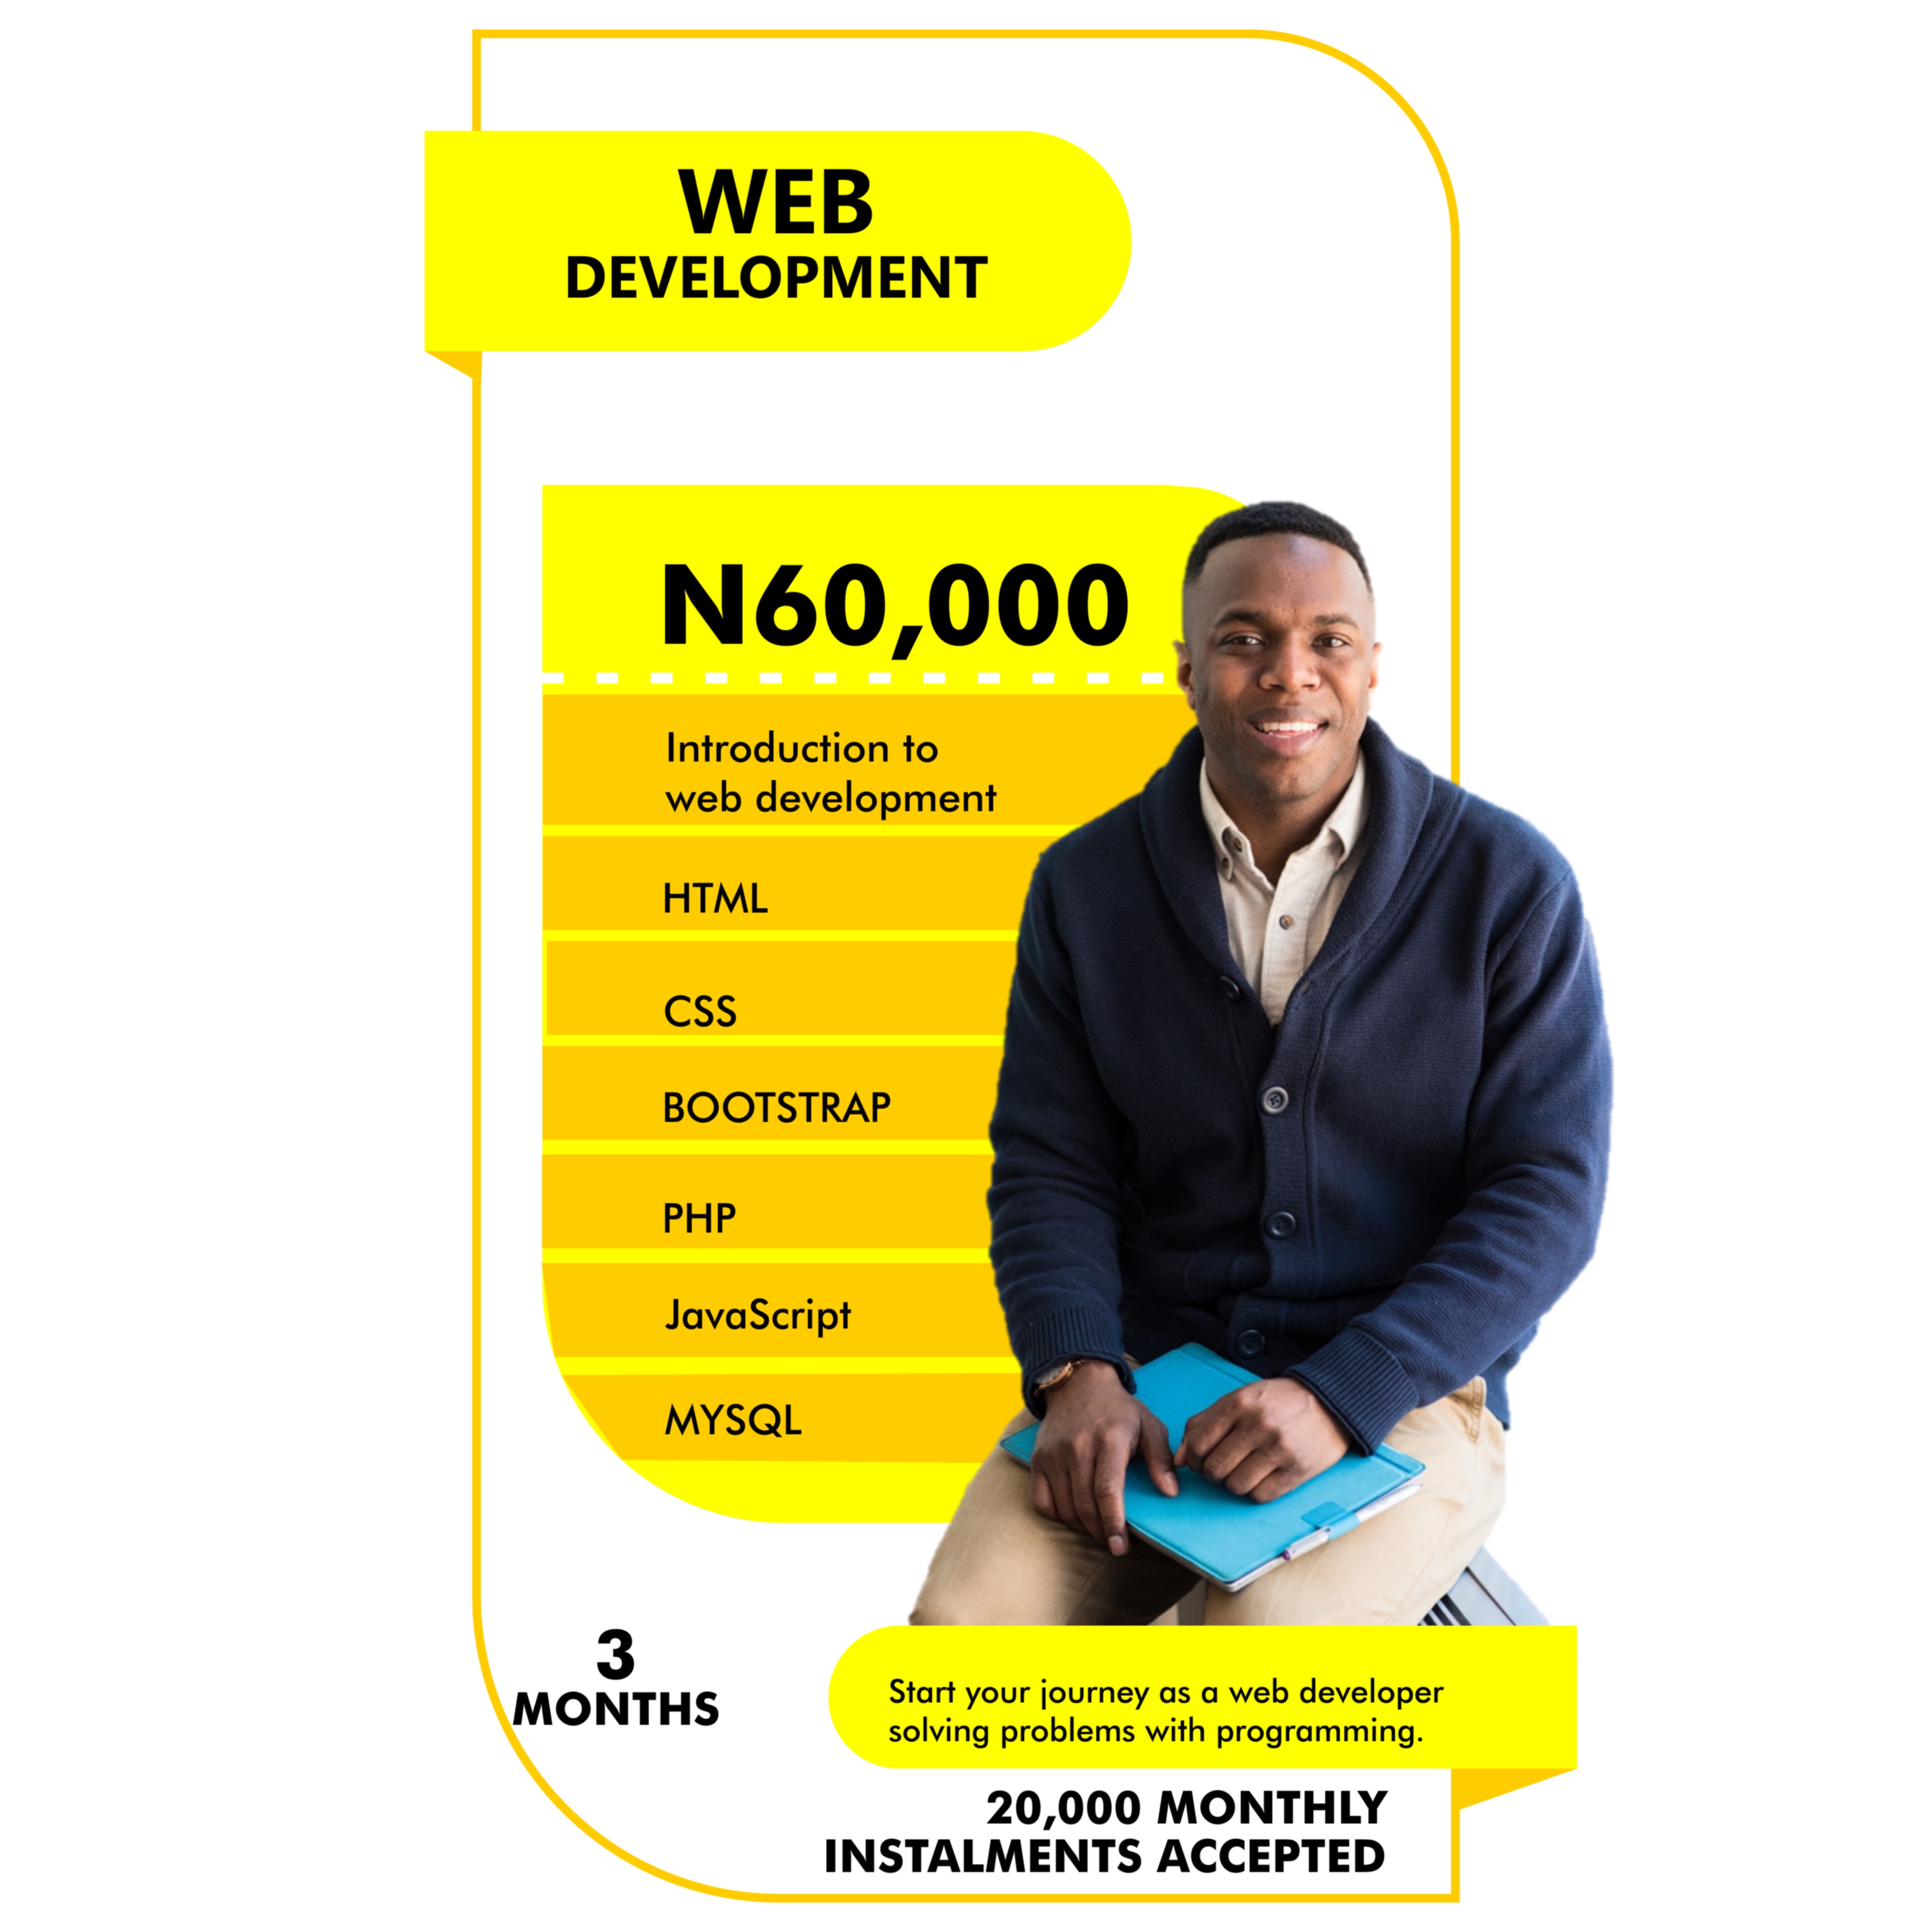 WEB
DEVELOPMENT
N60,000
Introduction to
web development
HTML
CSS
BOOTSTRAP
PHP
JavaScript
MYSQL
3
MONTHS
Start your journey as a web developer
solving problems with programming.
20,000 MONTHLY
INSTALMENTS ACCEPTED